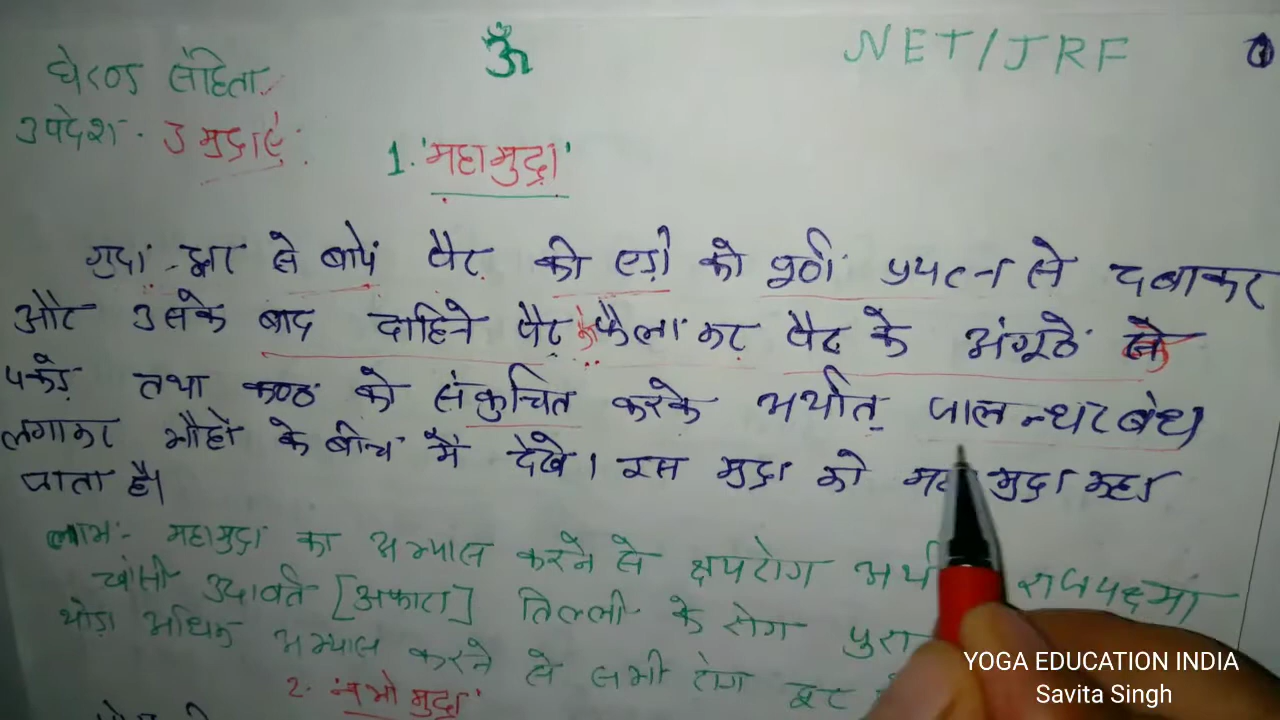 ॐ
NET/JRF
घेरण्ड संहिता
उपदेश - 3 मुद्राएं
1. 'महामुद्रा'
गुदा द्वार से बायें पैर की एड़ी को पूर्ण प्रयत्न से दबाकर
और उसके बाद दाहिने पैर को फैला कर पैर के अंगूठे को
पकड़े तथा कण्ठ को संकुचित करके अर्थात् जालन्धर बंध
लगाकर भौहों के बीच में देखे। इस मुद्रा को महामुद्रा कहा
जाता है।
लाभ:- महामुद्रा का अभ्यास करने से क्षयरोग राजयक्ष्मा
खांसी उदावर्त [अफारा] तिल्ली के रोग
थोड़ा अधिक अभ्यास करने से सभी रोग
2. 'नभो मुद्रा'
YOGA EDUCATION INDIA
Savita Singh